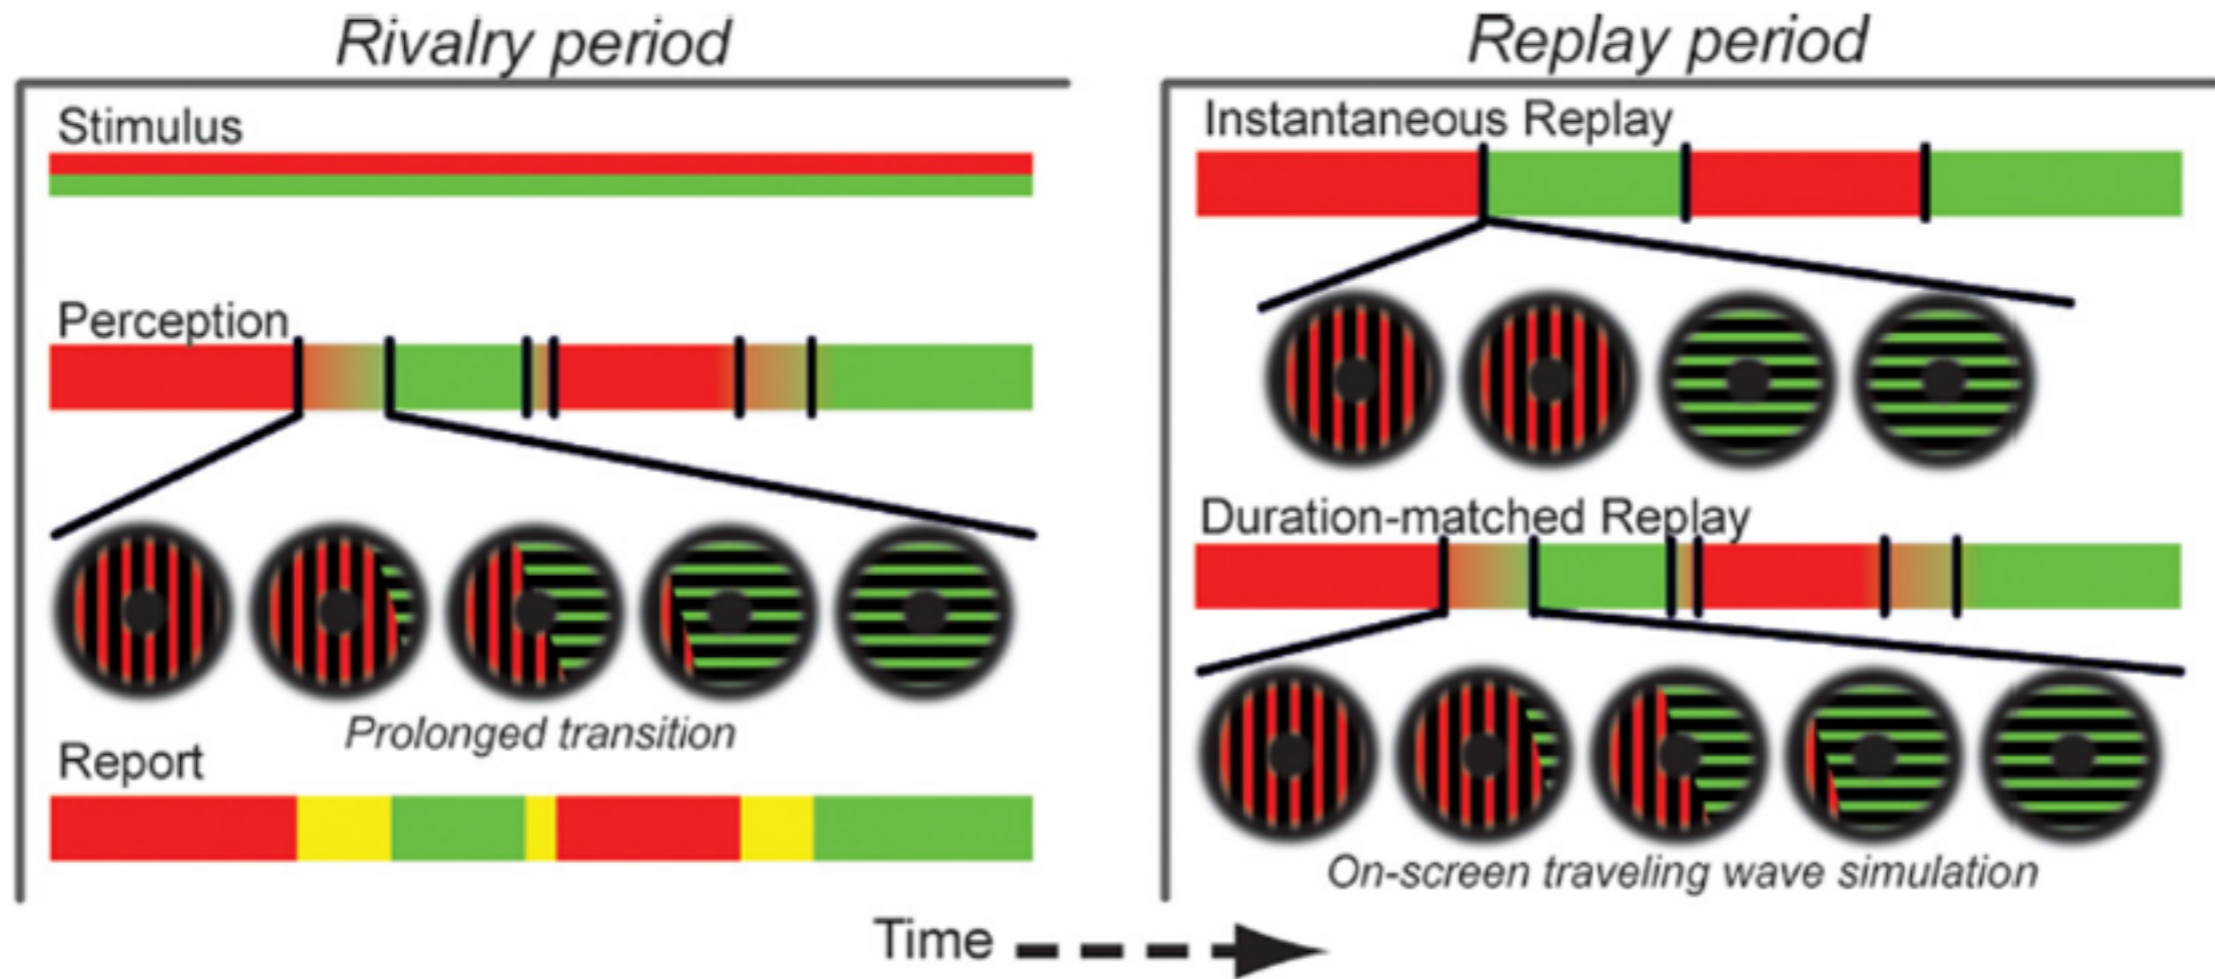 Rivalry period
Stimulus
Perception
Prolonged transition
Report
Replay period
Instantaneous Replay
Duration-matched Replay
On-screen traveling wave simulation
Time